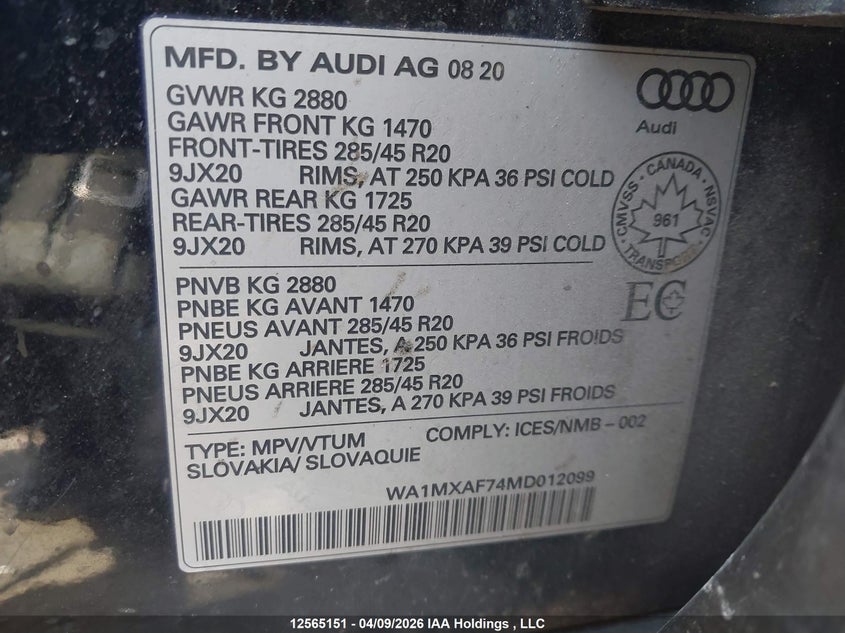 MFD. BY AUDI AG 08 20
GVWR KG 2880
GAWR FRONT KG 1470
FRONT-TIRES 285/45 R20
9JX20 RIMS, AT 250 KPA 36 PSI COLD
GAWR REAR KG 1725
REAR-TIRES 285/45 R20
9JX20 RIMS, AT 270 KPA 39 PSI COLD
Audi
CMVSS - CANADA - NSVAC
961
TRANSPORT
PNVB KG 2880
PNBE KG AVANT 1470
PNEUS AVANT 285/45 R20
9JX20 JANTES, A 250 KPA 36 PSI FROIDS
PNBE KG ARRIERE 1725
PNEUS ARRIERE 285/45 R20
9JX20 JANTES, A 270 KPA 39 PSI FROIDS
EC
TYPE: MPV/VTUM COMPLY: ICES/NMB – 002
SLOVAKIA/ SLOVAQUIE
WA1MXAF74MD012099
12565151 - 04/09/2026 IAA Holdings , LLC